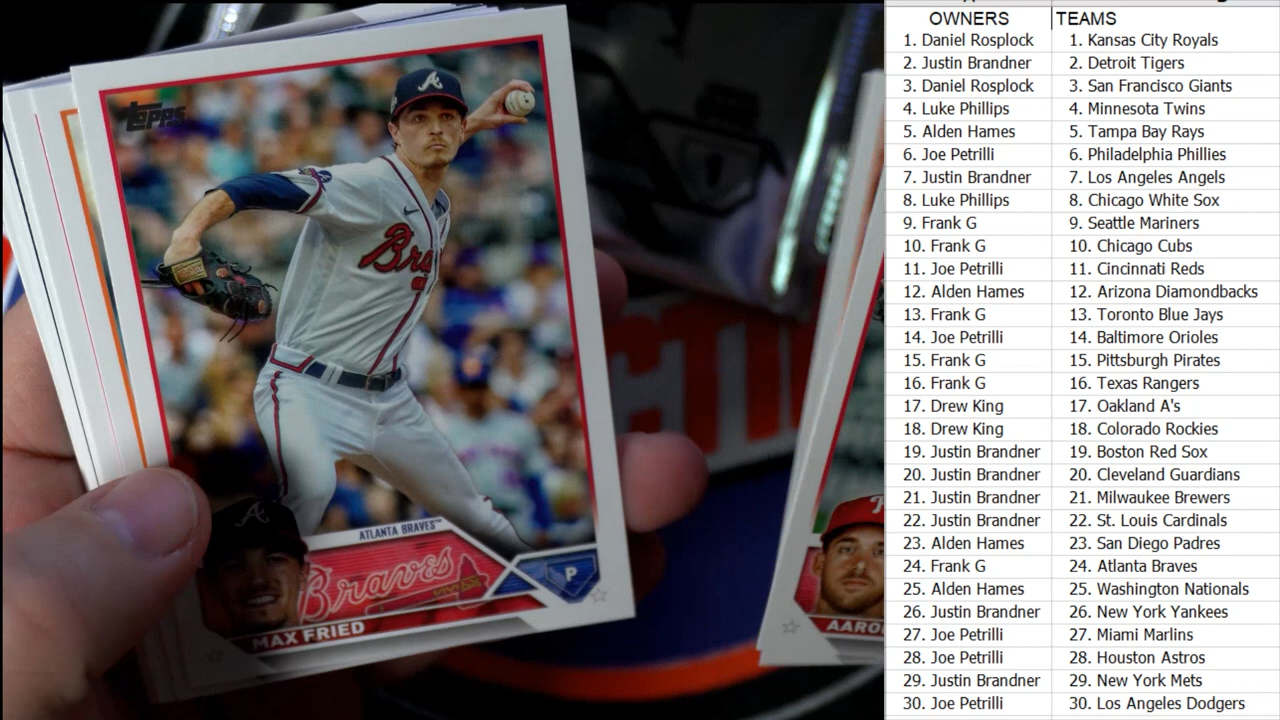 Topps
Bra
ATLANTA BRAVES™
Braves
P
MAX FRIED
AARO
OWNERS
TEAMS
1. Daniel Rosplock 1. Kansas City Royals
2. Justin Brandner 2. Detroit Tigers
3. Daniel Rosplock 3. San Francisco Giants
4. Luke Phillips 4. Minnesota Twins
5. Alden Hames 5. Tampa Bay Rays
6. Joe Petrilli 6. Philadelphia Phillies
7. Justin Brandner 7. Los Angeles Angels
8. Luke Phillips 8. Chicago White Sox
9. Frank G 9. Seattle Mariners
10. Frank G 10. Chicago Cubs
11. Joe Petrilli 11. Cincinnati Reds
12. Alden Hames 12. Arizona Diamondbacks
13. Frank G 13. Toronto Blue Jays
14. Joe Petrilli 14. Baltimore Orioles
15. Frank G 15. Pittsburgh Pirates
16. Frank G 16. Texas Rangers
17. Drew King 17. Oakland A's
18. Drew King 18. Colorado Rockies
19. Justin Brandner 19. Boston Red Sox
20. Justin Brandner 20. Cleveland Guardians
21. Justin Brandner 21. Milwaukee Brewers
22. Justin Brandner 22. St. Louis Cardinals
23. Alden Hames 23. San Diego Padres
24. Frank G 24. Atlanta Braves
25. Alden Hames 25. Washington Nationals
26. Justin Brandner 26. New York Yankees
27. Joe Petrilli 27. Miami Marlins
28. Joe Petrilli 28. Houston Astros
29. Justin Brandner 29. New York Mets
30. Joe Petrilli 30. Los Angeles Dodgers